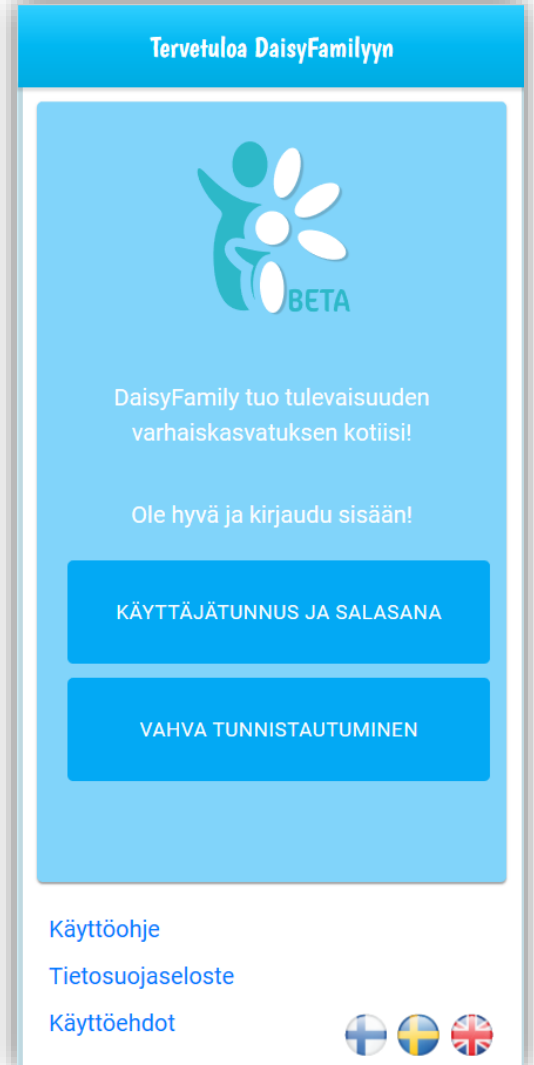 Tervetuloa DaisyFamilyyn
BETA
DaisyFamily tuo tulevaisuuden
varhaiskasvatuksen kotiisi!
Ole hyvä ja kirjaudu sisään!
KÄYTTÄJÄTUNNUS JA SALASANA
VAHVA TUNNISTAUTUMINEN
Käyttöohje
Tietosuojaseloste
Käyttöehdot